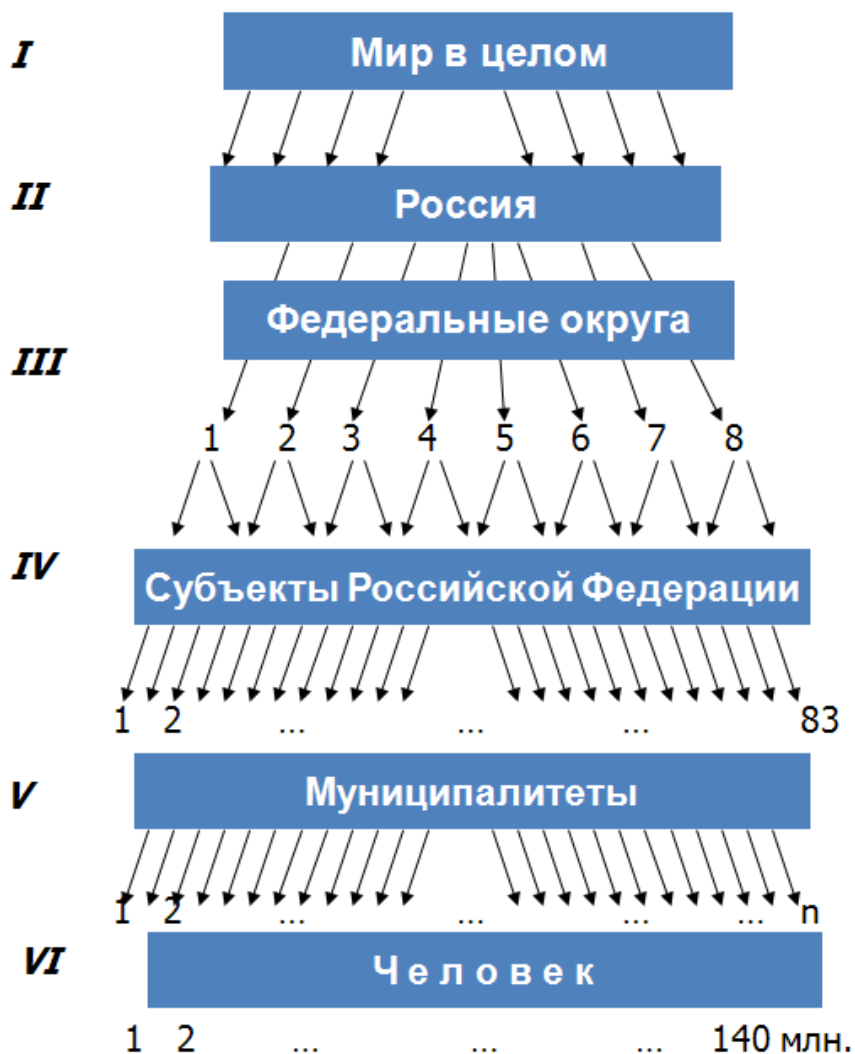 I
Мир в целом
II
Россия
Федеральные округа
III
1 2 3 4 5 6 7 8
IV
Субъекты Российской Федерации
1 2 ... ... ... 83
V
Муниципалитеты
1 2 ... ... ... ... n
VI
Человек
1 2 ... ... ... 140 млн.